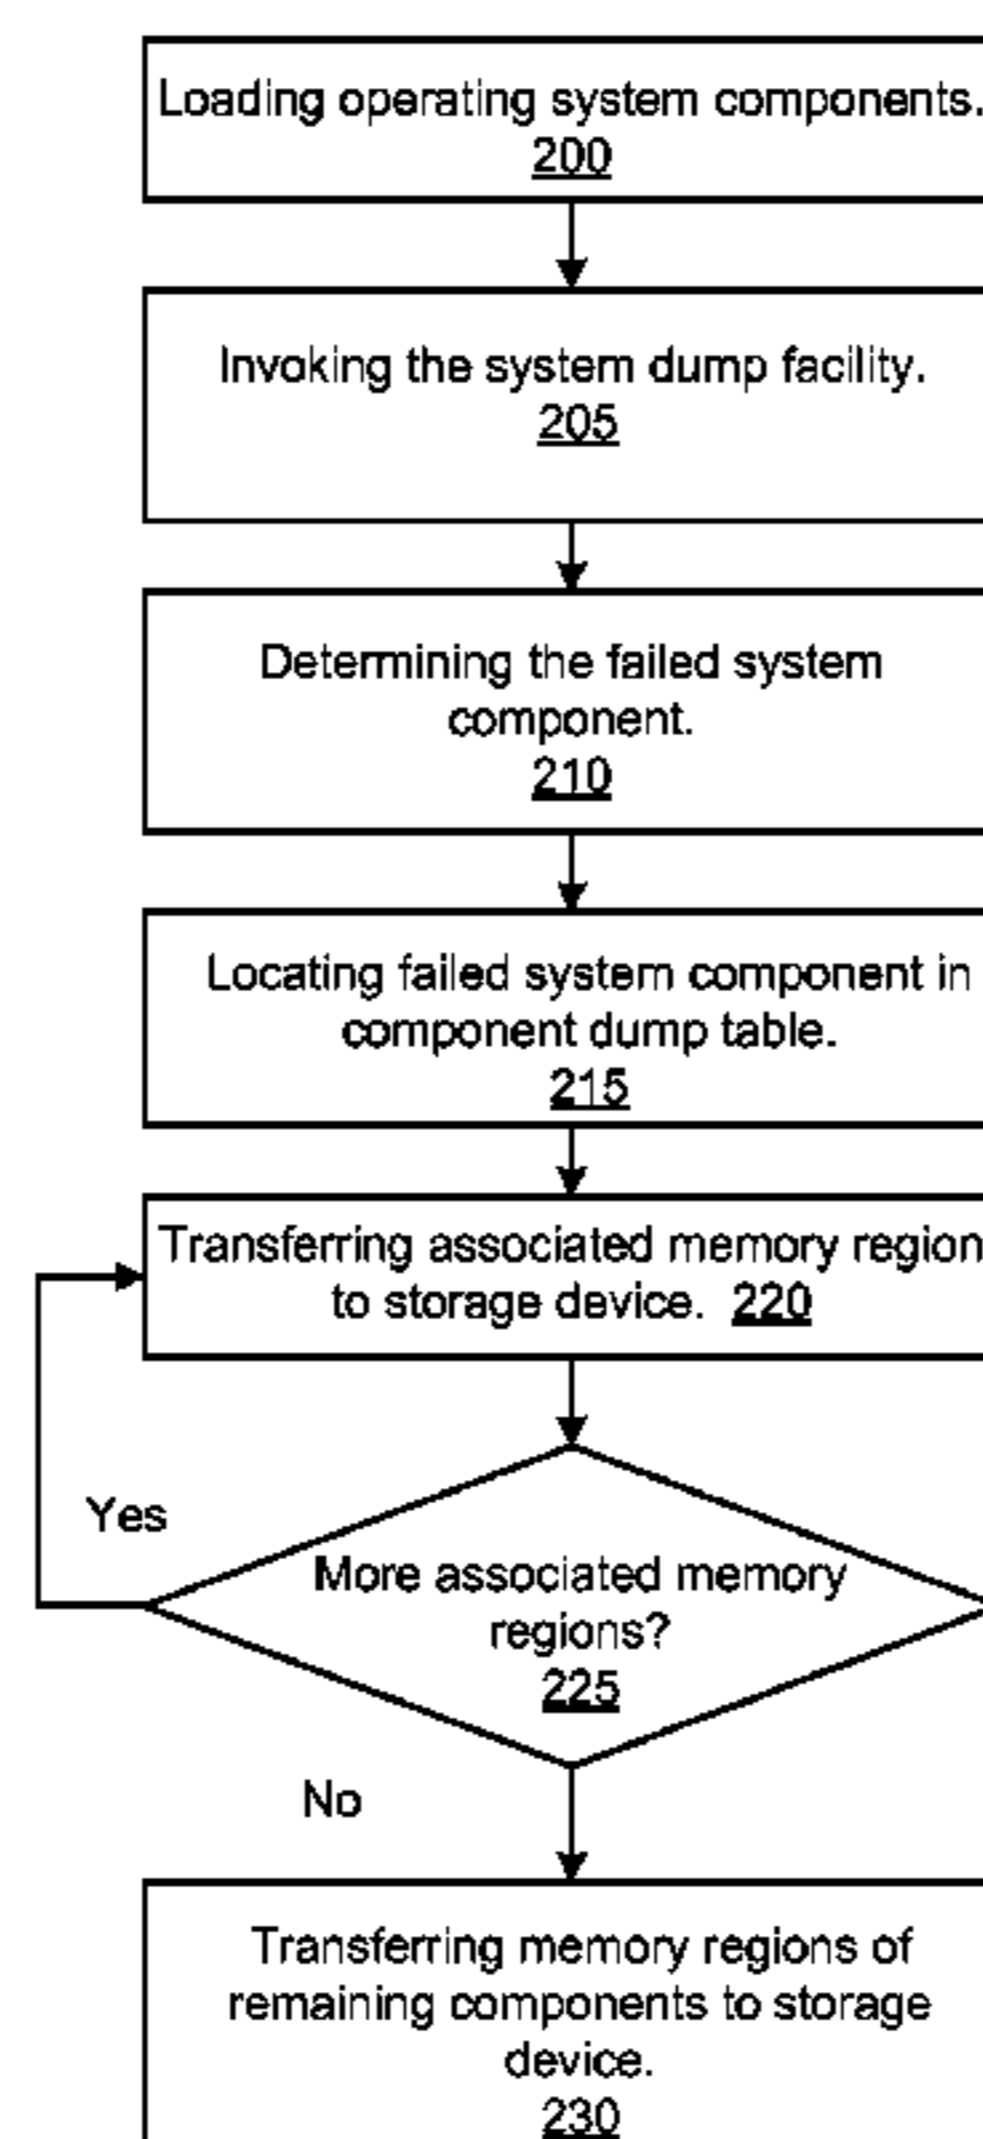 Loading operating system components.
200
Invoking the system dump facility.
205
Determining the failed system
component.
210
Locating failed system component in
component dump table.
215
Transferring associated memory region
to storage device. 220
Yes
More associated memory
regions?
225
No
Transferring memory regions of
remaining components to storage
device.
230